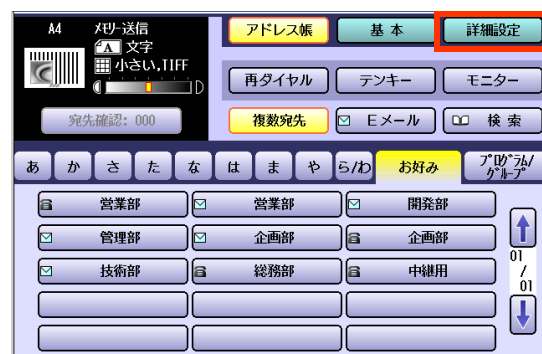 A4 ﾒﾓﾘｰ送信 アドレス帳 基本 詳細設定
A 文字
小さい,TIFF
D
再ダイヤル テンキー モニター
宛先確認: 000 複数宛先 Eメール 検索
あ か さ た な は ま や ら/わ お好み ﾌﾟﾛｸﾞﾗﾑ/
ｸﾞﾙｰﾌﾟ
営業部 営業部 開発部
管理部 企画部 企画部
技術部 総務部 中継用
01
/
01